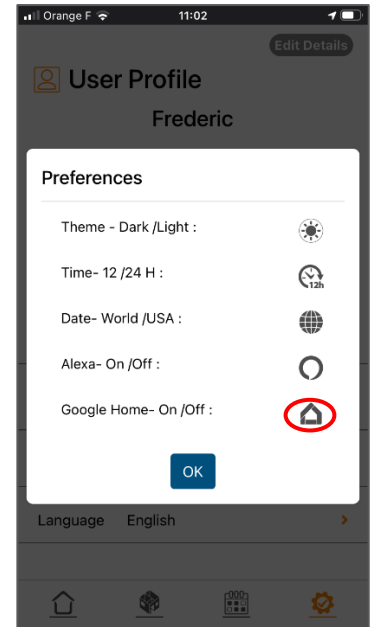 Orange F 11:02
Edit Details
User Profile
Frederic
Preferences
Theme - Dark /Light :
Time- 12 /24 H :
12h
Date- World /USA :
Alexa- On /Off :
Google Home- On /Off :
OK
Language English